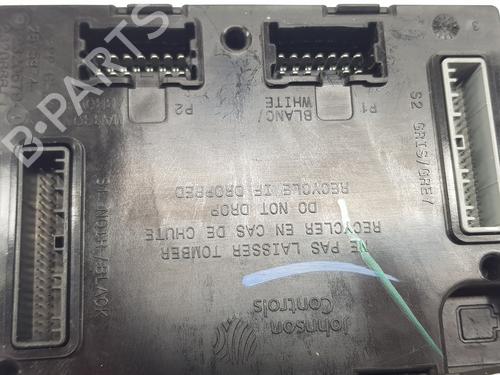 Johnson
Controls
NE PAS LAISSER TOMBER
RECYCLER EN CAS DE CHUTE
DO NOT DROP
RECYCLE IF DROPPED
P1
BLANC/
WHITE
P2
S2 GRIS/GREY
S1 NOIR/BLACK
3
B-PARTS